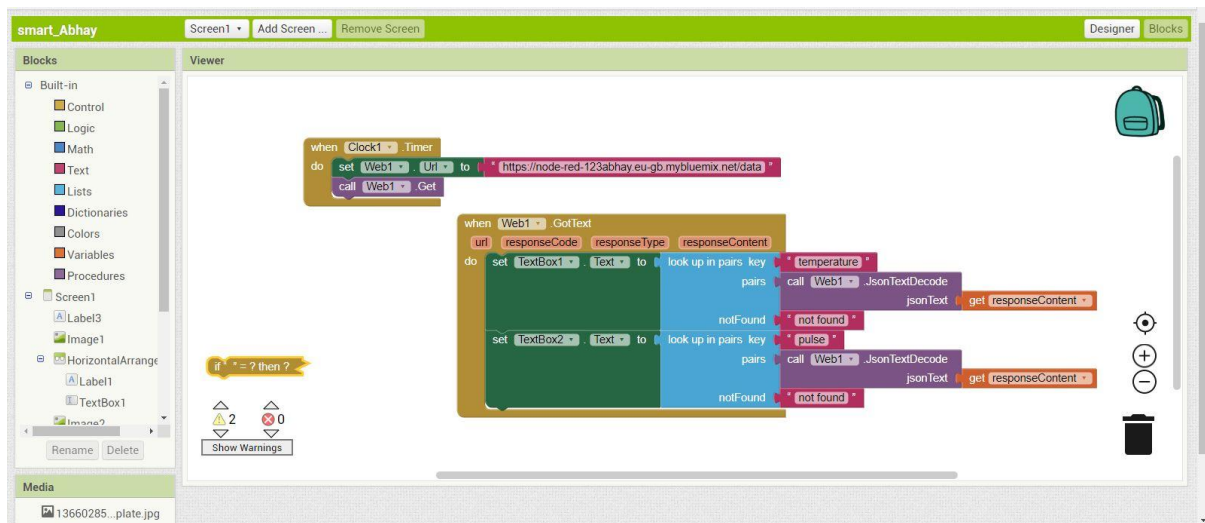 smart_Abhay
Screen1 Add Screen ... Remove Screen
Designer Blocks
Blocks
Built-in
Control
Logic
Math
Text
Lists
Dictionaries
Colors
Variables
Procedures
Screen1
Label3
Image1
HorizontalArrange
Label1
TextBox1
Image2
Rename Delete
Media
13660285...plate.jpg
Viewer
when Clock1 .Timer
do set Web1 . Url to " https://node-red-123abhay.eu-gb.mybluemix.net/data "
call Web1 .Get
when Web1 .GotText
url responseCode responseType responseContent
do set TextBox1 . Text to look up in pairs key " temperature "
pairs call Web1 .JsonTextDecode
jsonText get responseContent
notFound " not found "
set TextBox2 . Text to look up in pairs key " pulse "
pairs call Web1 .JsonTextDecode
jsonText get responseContent
notFound " not found "
if " " = ? then ?
2 0
Show Warnings